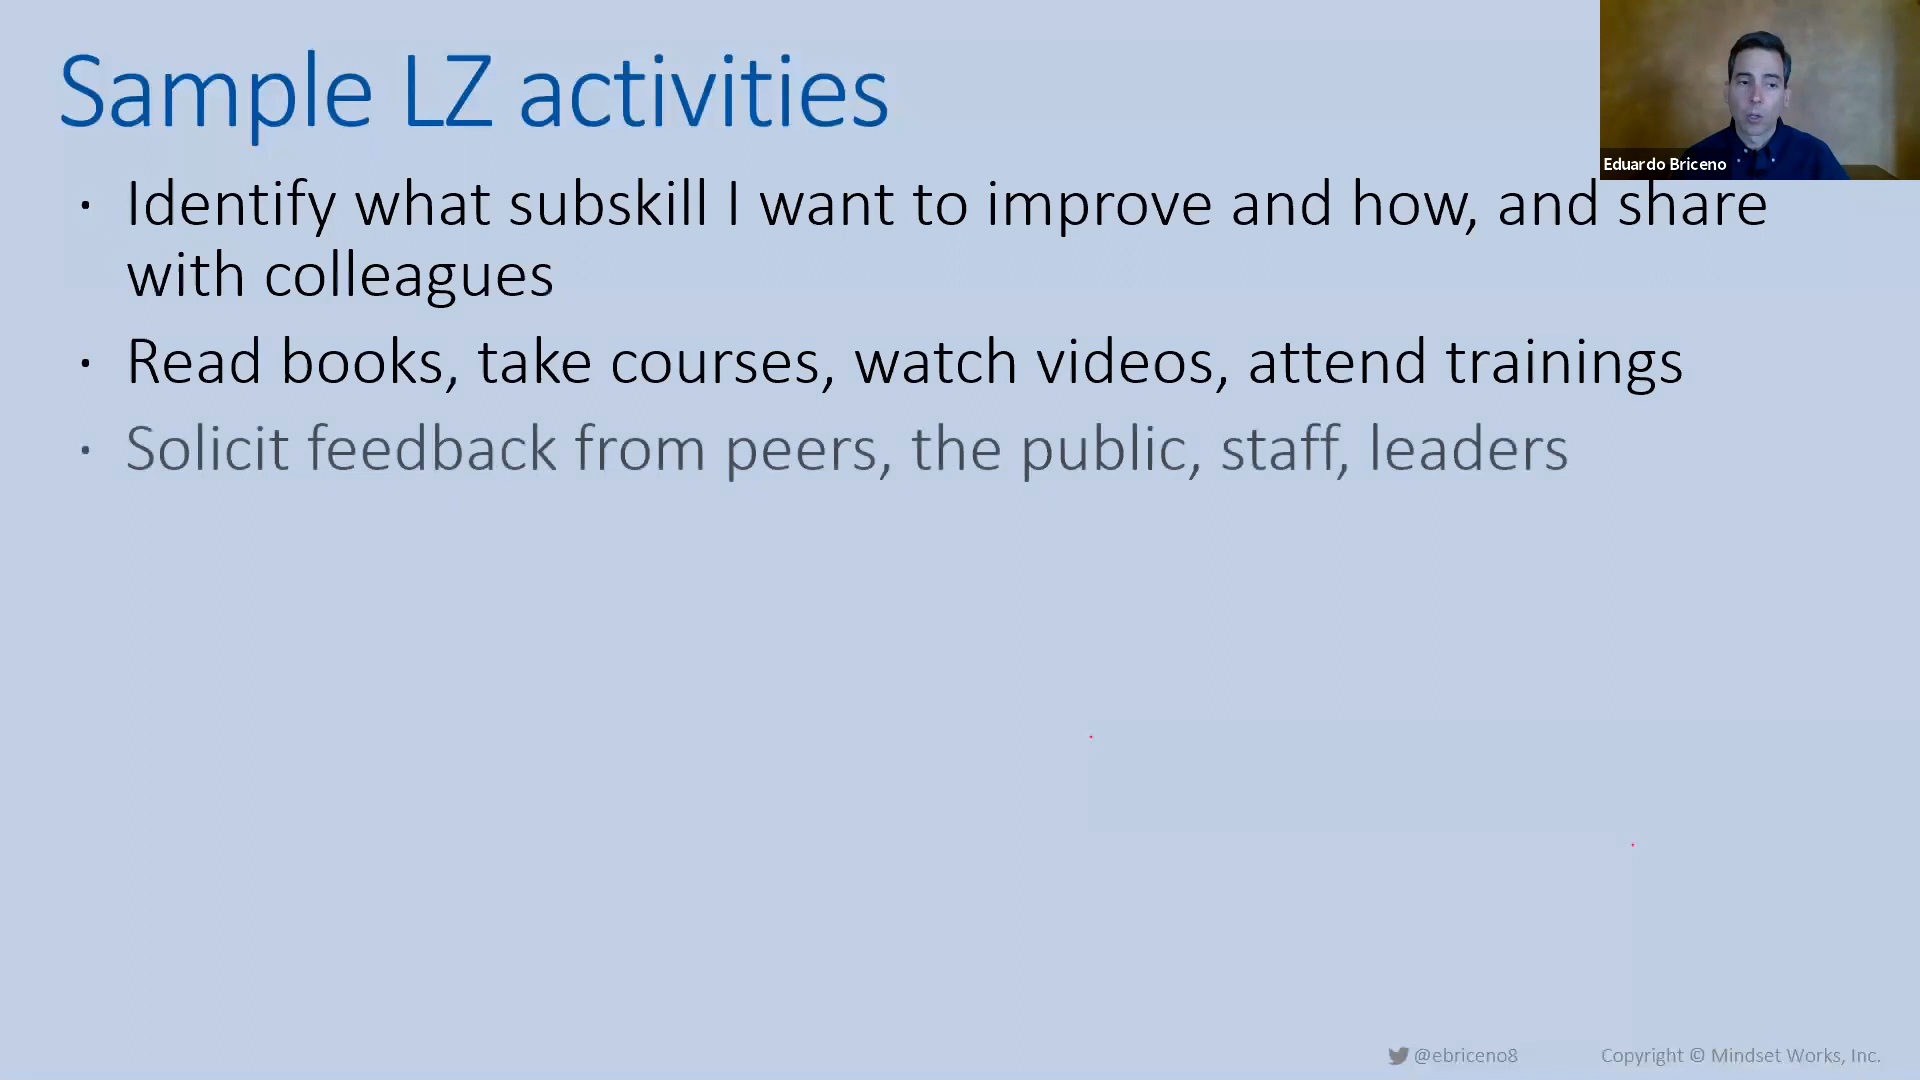 Sample LZ activities
Eduardo Briceno
· Identify what subskill I want to improve and how, and share
with colleagues
· Read books, take courses, watch videos, attend trainings
· Solicit feedback from peers, the public, staff, leaders
@ebriceno8
Copyright © Mindset Works, Inc.